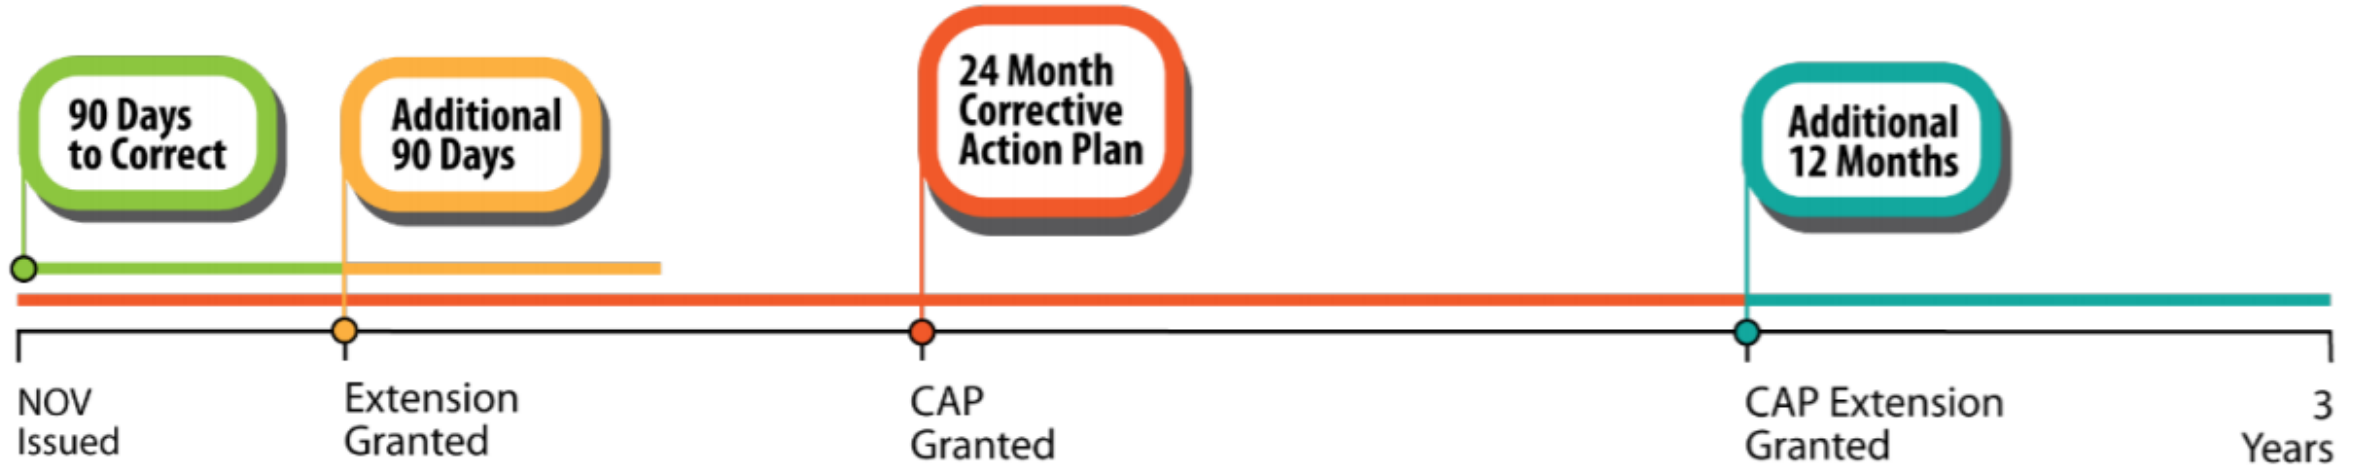 90 Days
to Correct
Additional
90 Days
24 Month
Corrective
Action Plan
Additional
12 Months
NOV
Issued
Extension
Granted
CAP
Granted
CAP Extension
Granted
3
Years